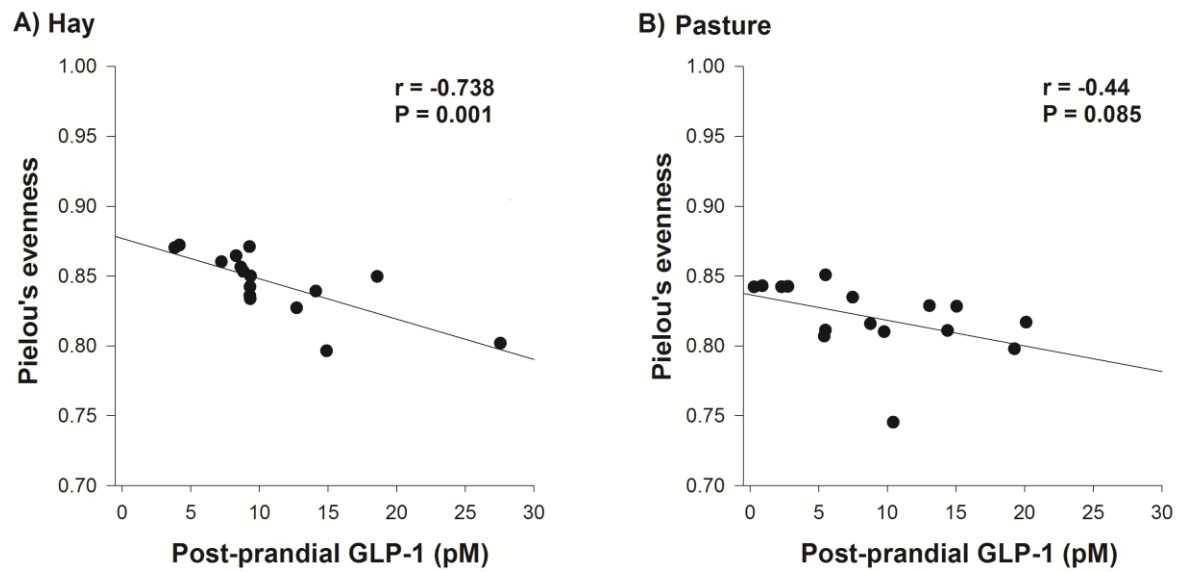 A) Hay
r = -0.738
P = 0.001
1.00
0.95
0.90
0.85
0.80
0.75
0.70
Pielou's evenness
0 5 10 15 20 25 30
Post-prandial GLP-1 (pM)
B) Pasture
r = -0.44
P = 0.085
1.00
0.95
0.90
0.85
0.80
0.75
0.70
Pielou's evenness
0 5 10 15 20 25 30
Post-prandial GLP-1 (pM)